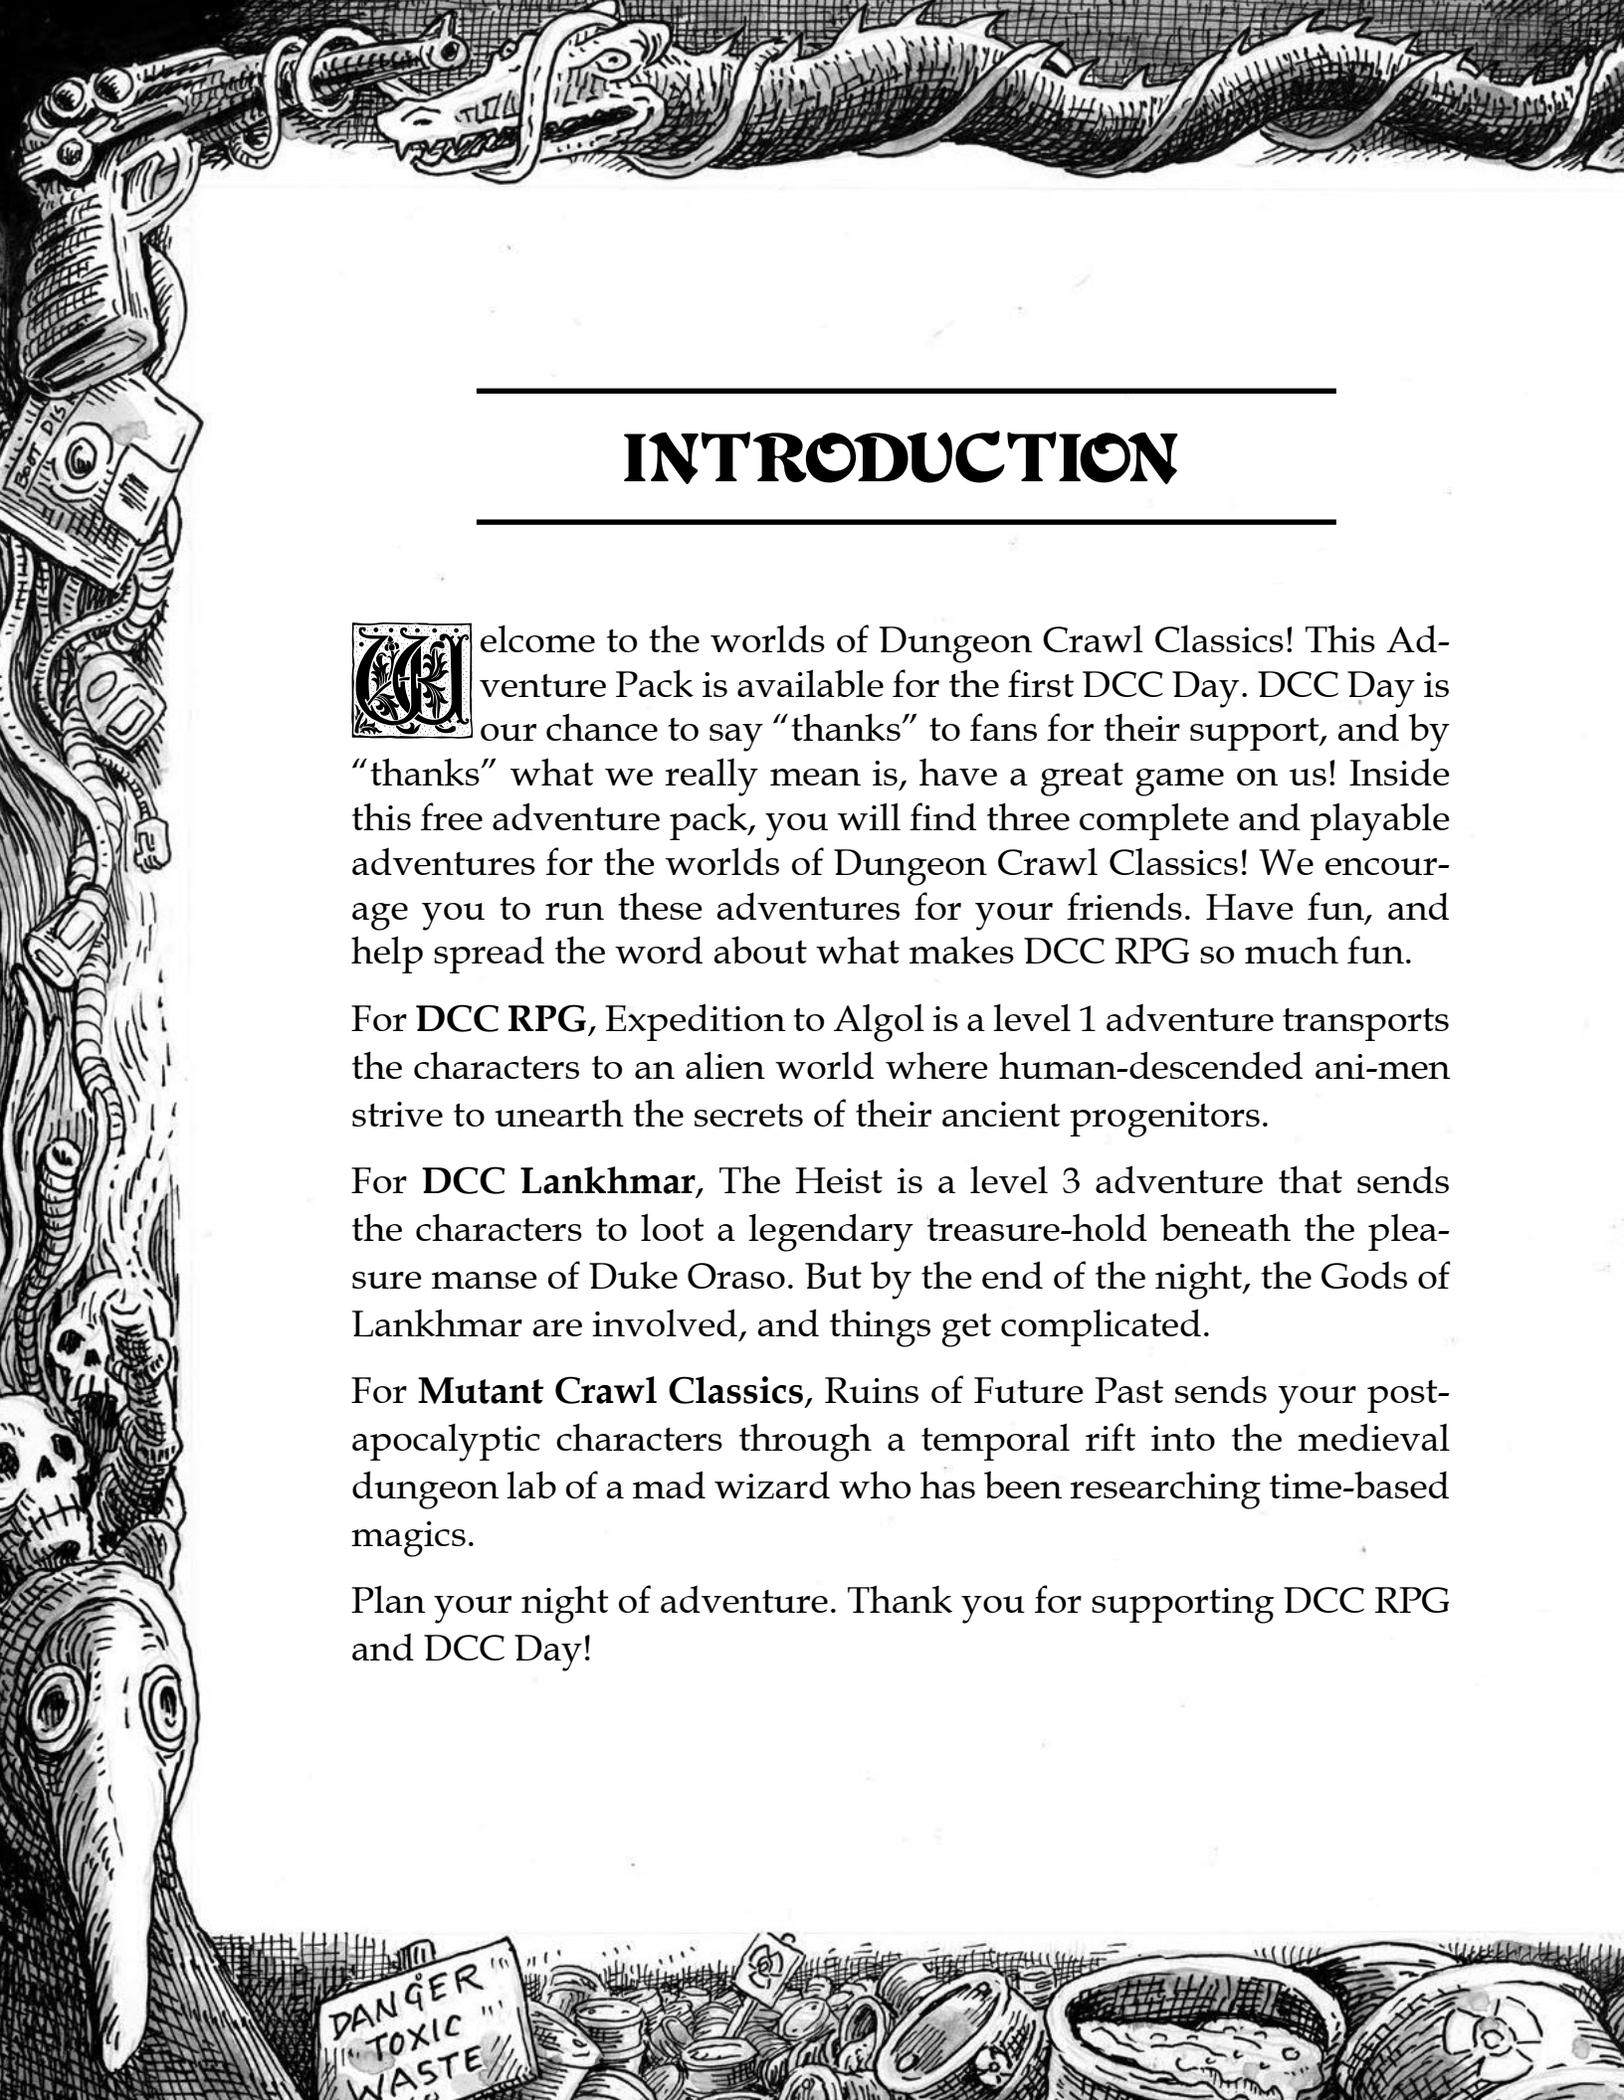 BOOT DIS
INTRODUCTION
Welcome to the worlds of Dungeon Crawl Classics! This Ad-
venture Pack is available for the first DCC Day. DCC Day is
our chance to say “thanks” to fans for their support, and by
“thanks” what we really mean is, have a great game on us! Inside
this free adventure pack, you will find three complete and playable
adventures for the worlds of Dungeon Crawl Classics! We encour-
age you to run these adventures for your friends. Have fun, and
help spread the word about what makes DCC RPG so much fun.
For DCC RPG, Expedition to Algol is a level 1 adventure transports
the characters to an alien world where human-descended ani-men
strive to unearth the secrets of their ancient progenitors.
For DCC Lankhmar, The Heist is a level 3 adventure that sends
the characters to loot a legendary treasure-hold beneath the plea-
sure manse of Duke Oraso. But by the end of the night, the Gods of
Lankhmar are involved, and things get complicated.
For Mutant Crawl Classics, Ruins of Future Past sends your post-
apocalyptic characters through a temporal rift into the medieval
dungeon lab of a mad wizard who has been researching time-based
magics.
Plan your night of adventure. Thank you for supporting DCC RPG
and DCC Day!
DANGER
TOXIC
WASTE